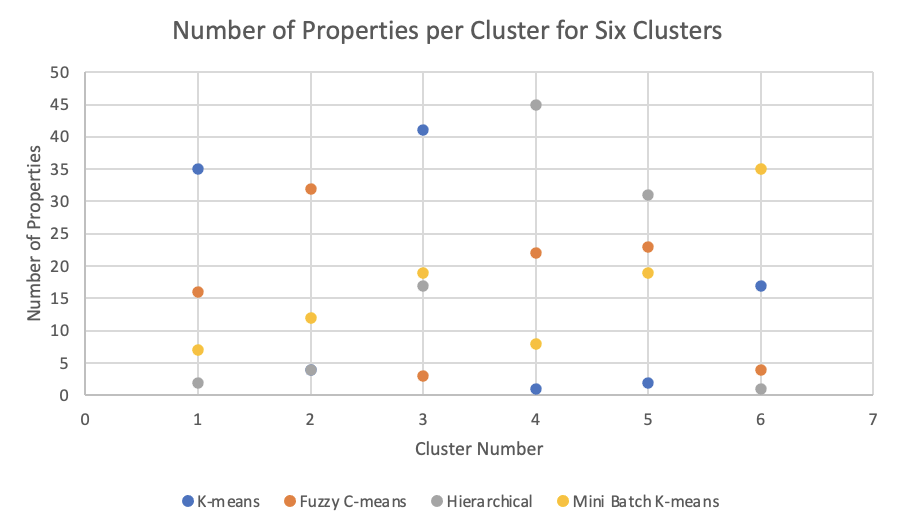 Number of Properties per Cluster for Six Clusters
Number of Properties
50
45
40
35
30
25
20
15
10
5
0
0 1 2 3 4 5 6 7
Cluster Number
K-means Fuzzy C-means Hierarchical Mini Batch K-means